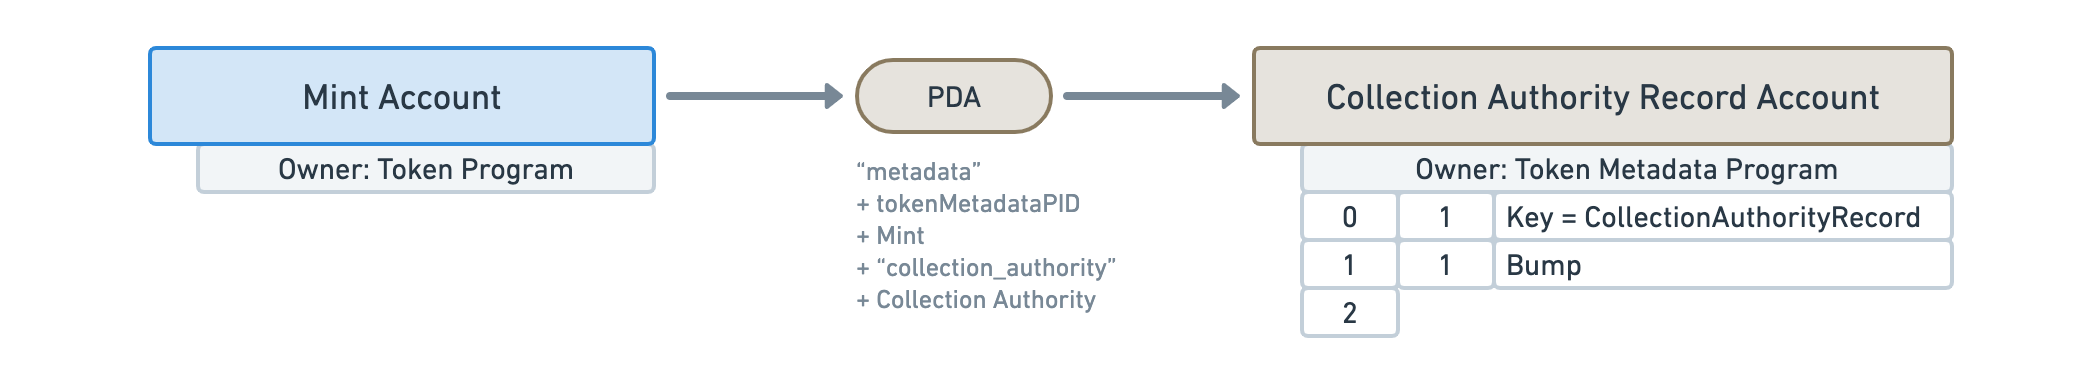 Mint Account
Owner: Token Program
PDA
“metadata”
+ tokenMetadataPID
+ Mint
+ “collection_authority”
+ Collection Authority
Collection Authority Record Account
Owner: Token Metadata Program
0 1 Key = CollectionAuthorityRecord
1 1 Bump
2